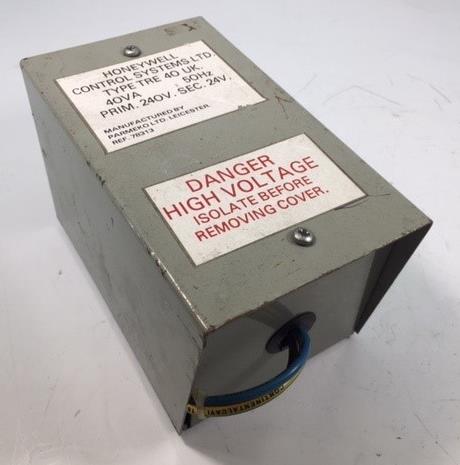 HONEYWELL
CONTROL SYSTEMS LTD
TYPE TRE 40 UK.
40VA 50HZ
PRIM. 240V. SEC. 24V.
MANUFACTURED BY
PARMEKO LTD. LEICESTER
REF. 78313
DANGER
HIGH VOLTAGE
ISOLATE BEFORE
REMOVING COVER.